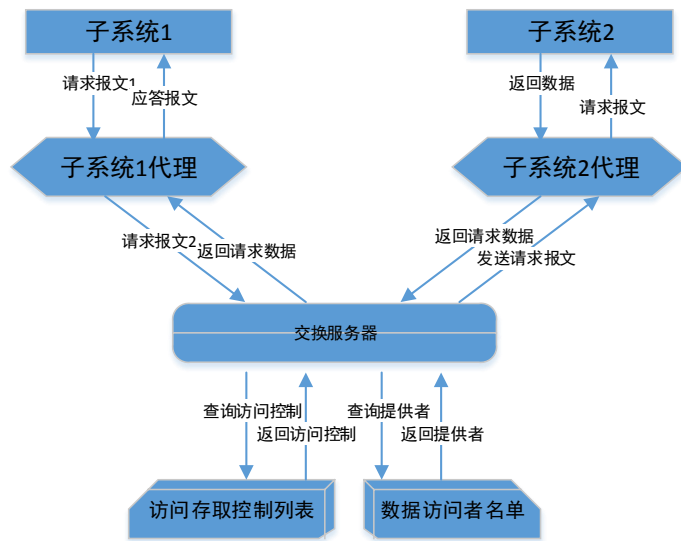 子系统1
子系统2
请求报文1
应答报文
返回数据
请求报文
子系统1代理
子系统2代理
请求报文2
返回请求数据
返回请求数据
发送请求报文
交换服务器
查询访问控制
返回访问控制
查询提供者
返回提供者
访问存取控制列表
数据访问者名单